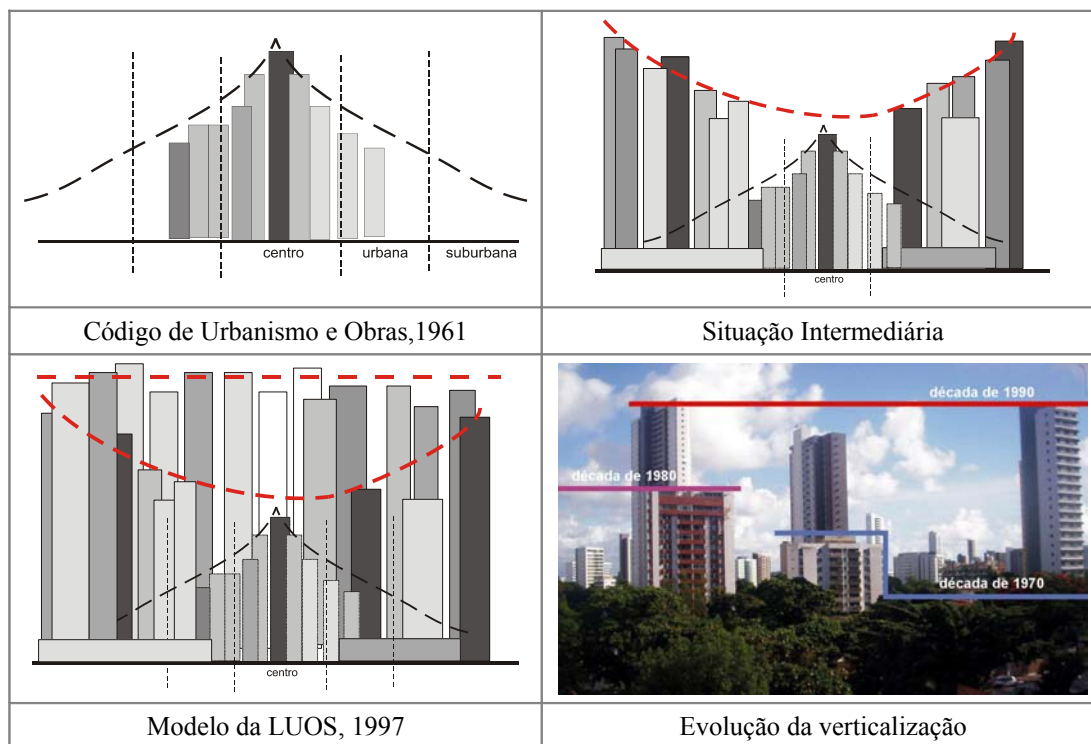 centro urbana suburbana
centro
Código de Urbanismo e Obras,1961
Situação Intermediária
centro
década de 1990
década de 1980
década de 1970
Modelo da LUOS, 1997
Evolução da verticalização